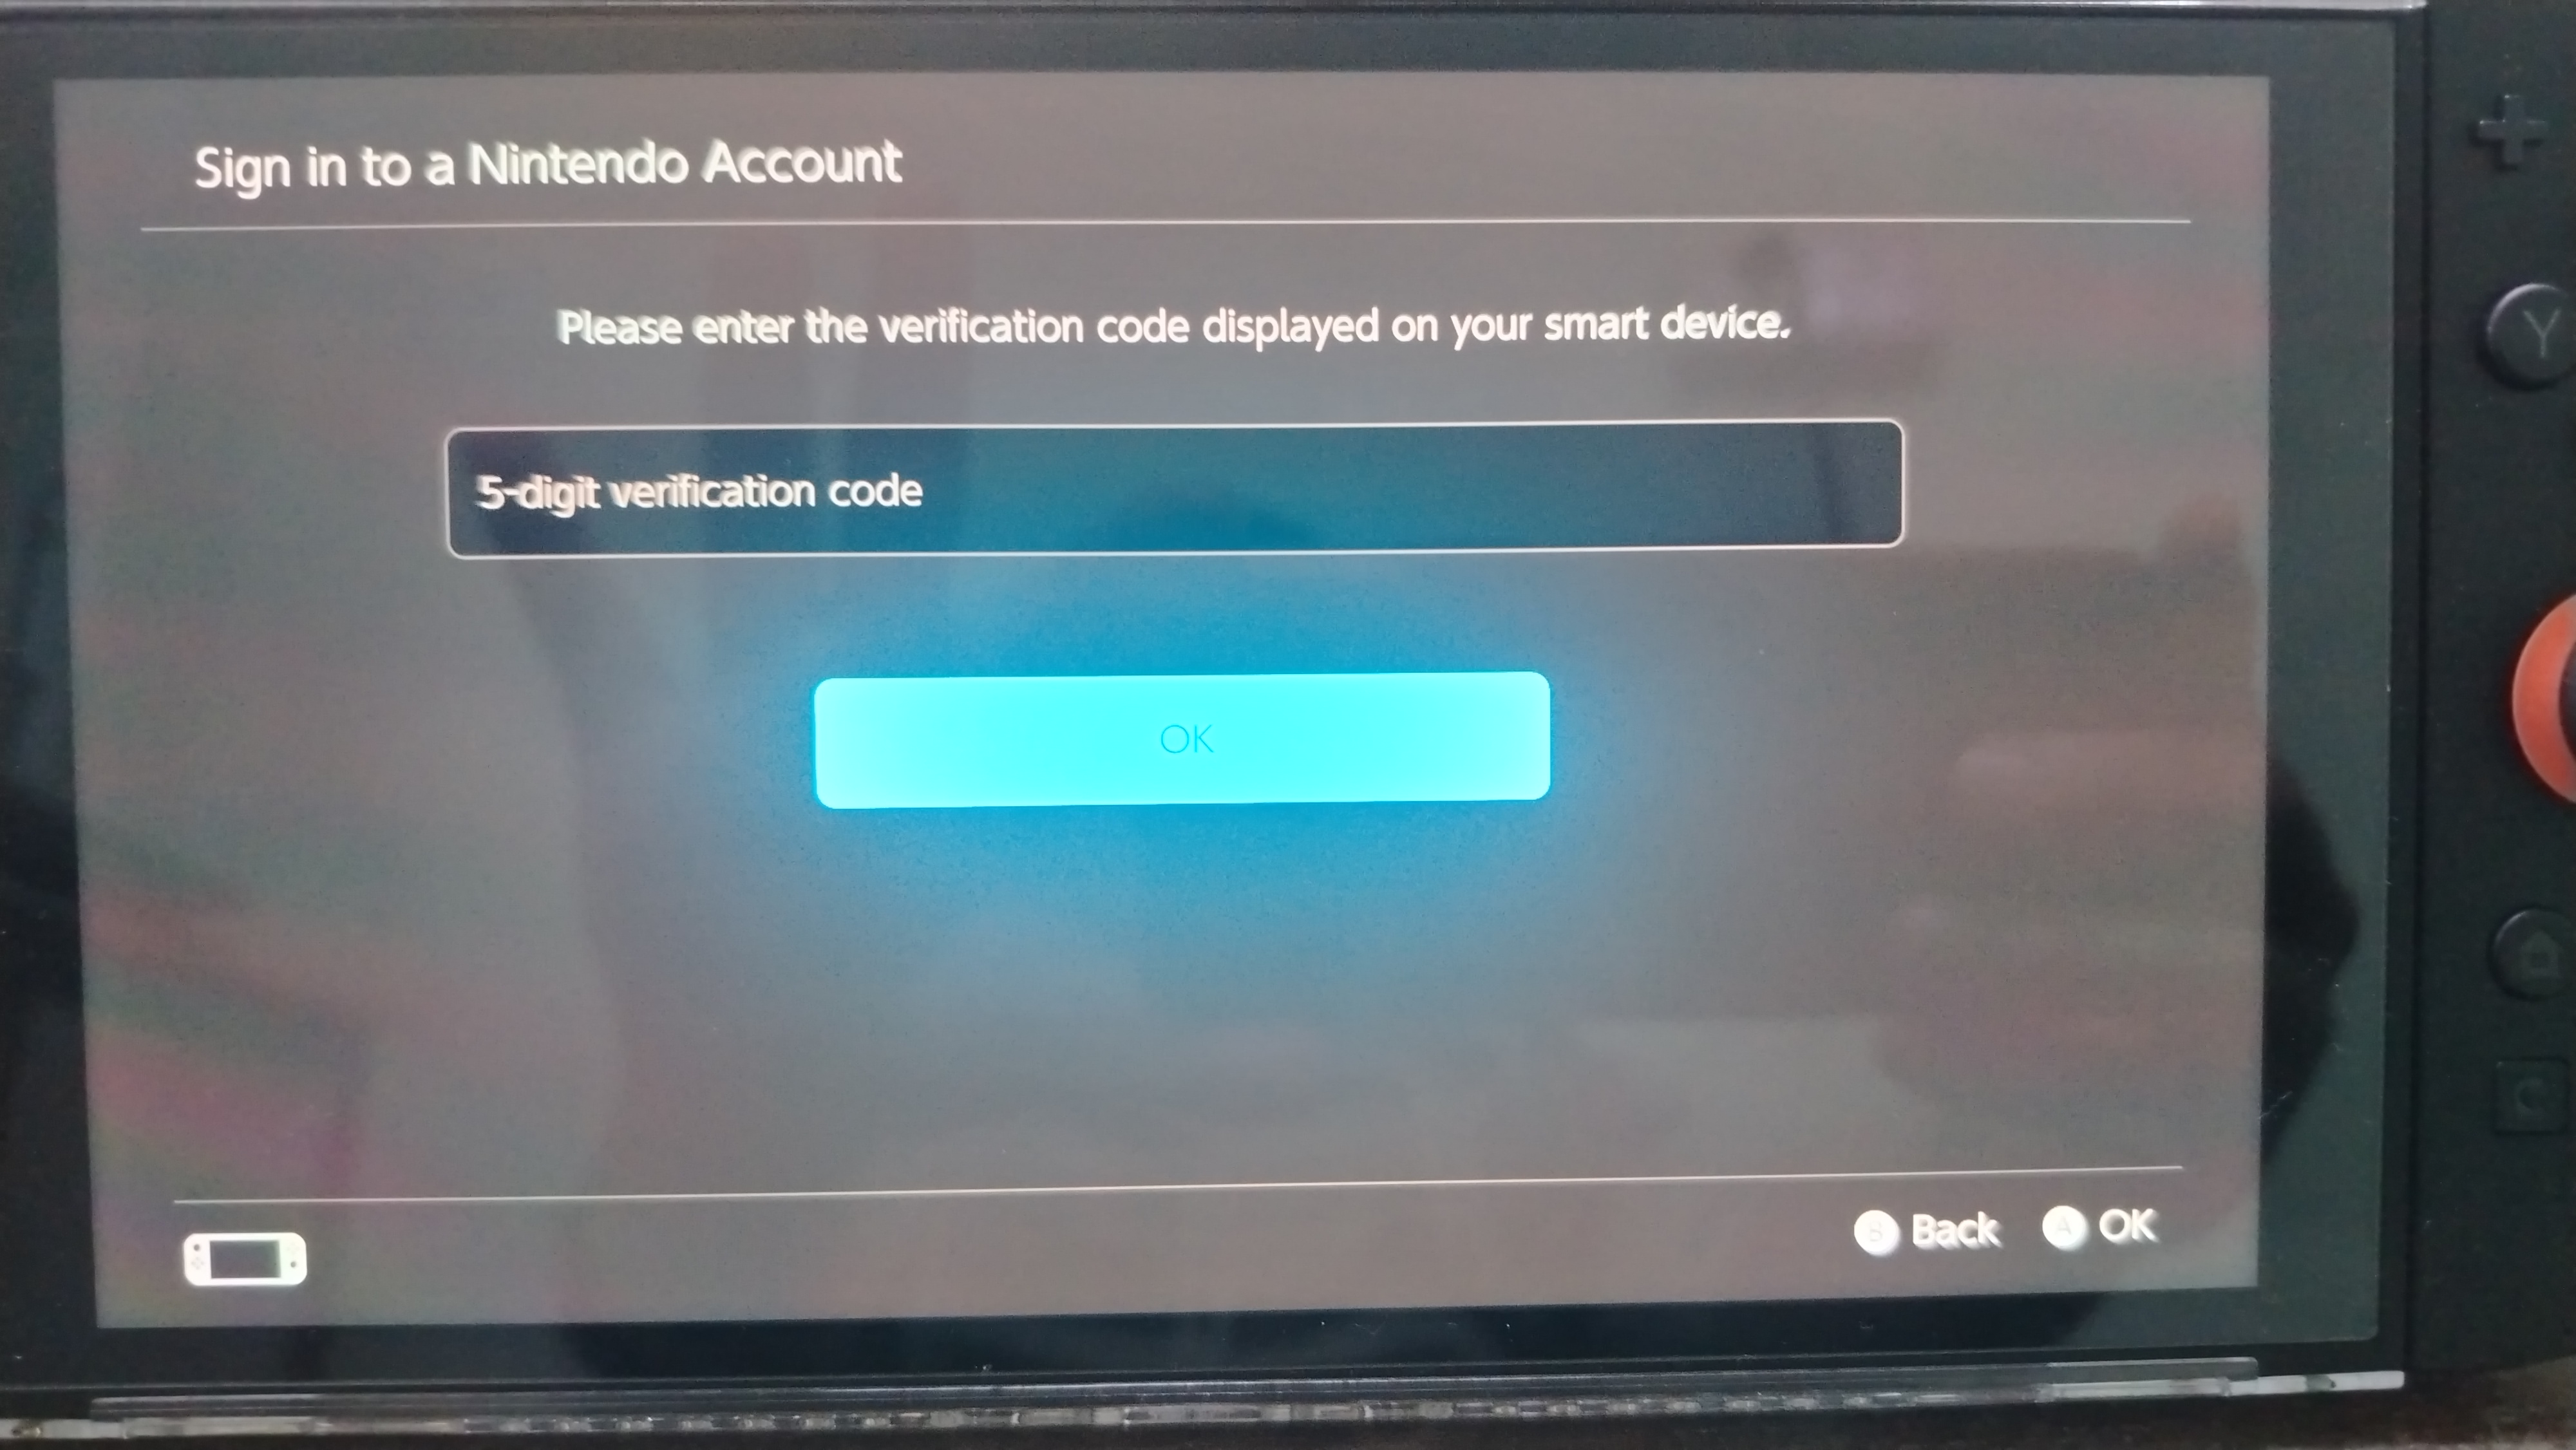 Sign in to a Nintendo Account
Please enter the verification code displayed on your smart device.
5-digit verification code
OK
B Back A OK
Y
C